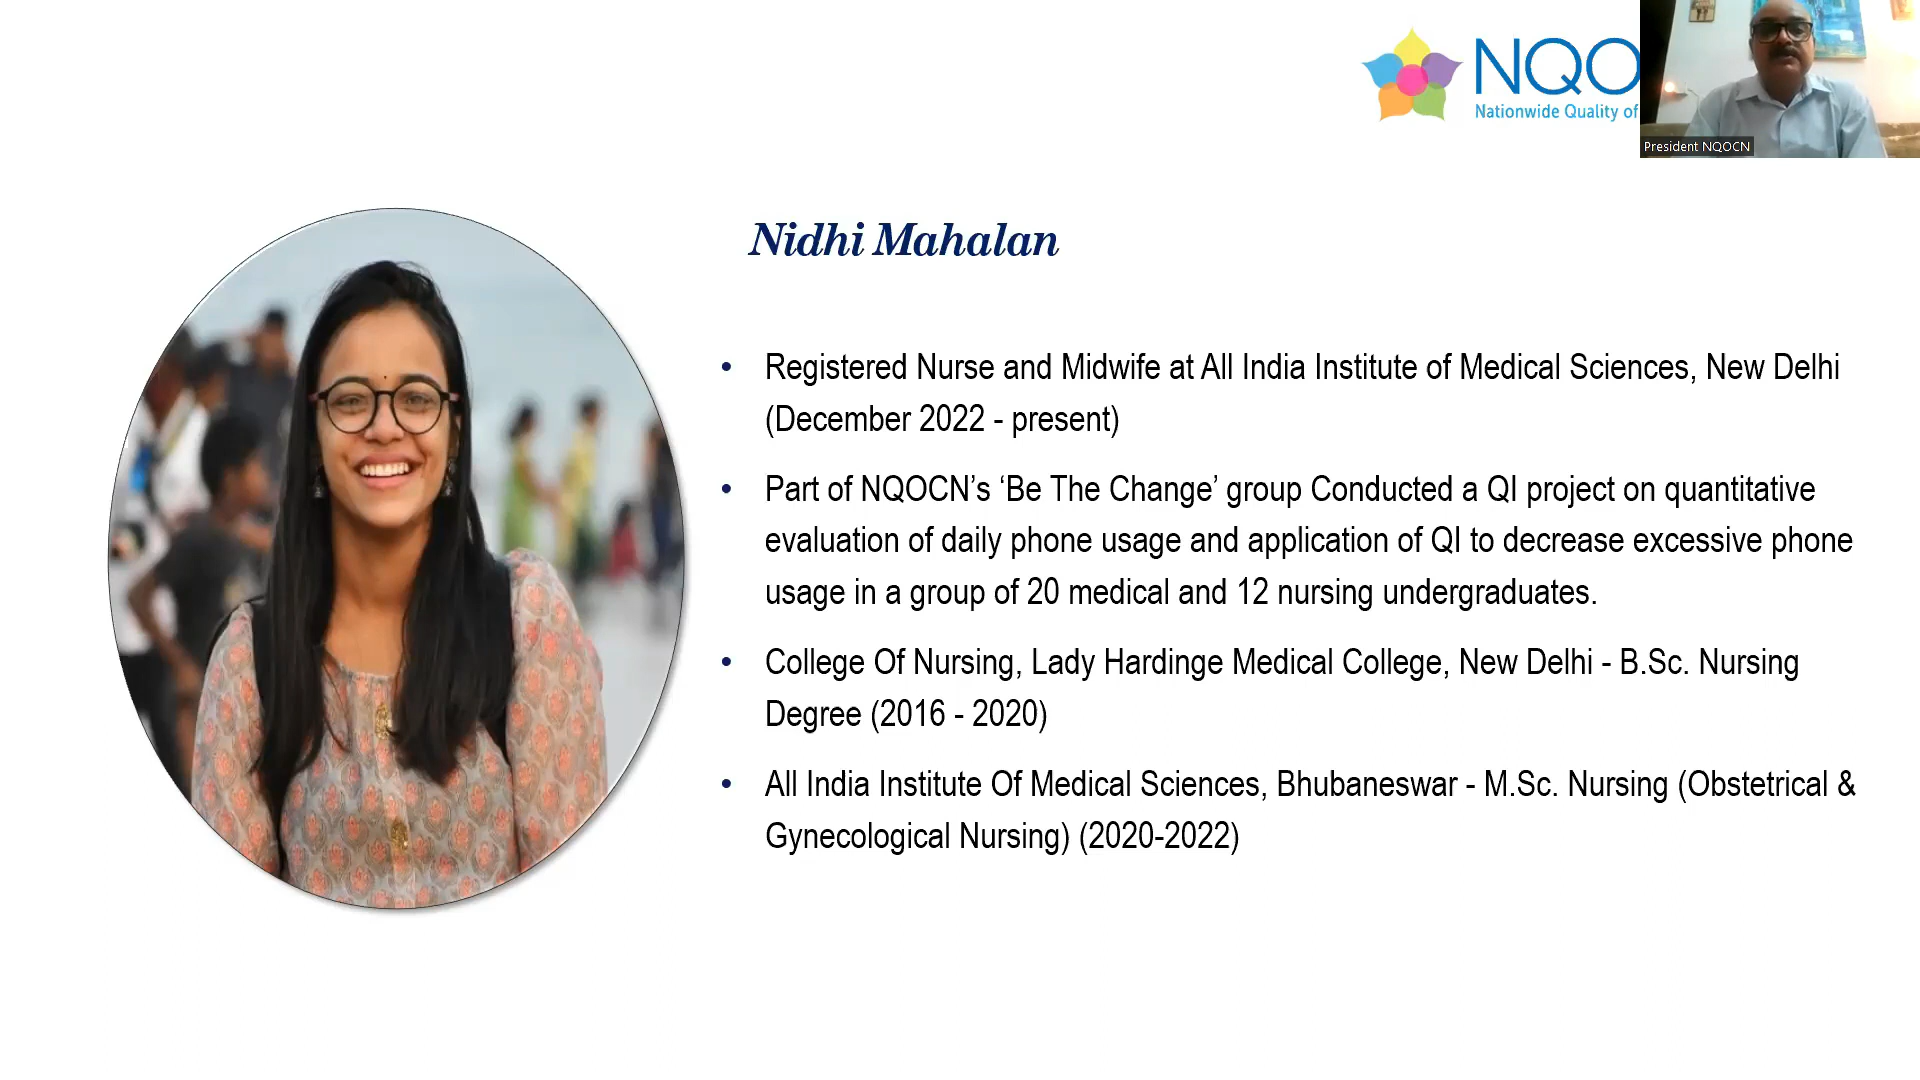 NQO
Nationwide Quality of
President NQOCN
Nidhi Mahalan
• Registered Nurse and Midwife at All India Institute of Medical Sciences, New Delhi
(December 2022 - present)
• Part of NQOCN’s ‘Be The Change’ group Conducted a QI project on quantitative
evaluation of daily phone usage and application of QI to decrease excessive phone
usage in a group of 20 medical and 12 nursing undergraduates.
• College Of Nursing, Lady Hardinge Medical College, New Delhi - B.Sc. Nursing
Degree (2016 - 2020)
• All India Institute Of Medical Sciences, Bhubaneswar - M.Sc. Nursing (Obstetrical &
Gynecological Nursing) (2020-2022)